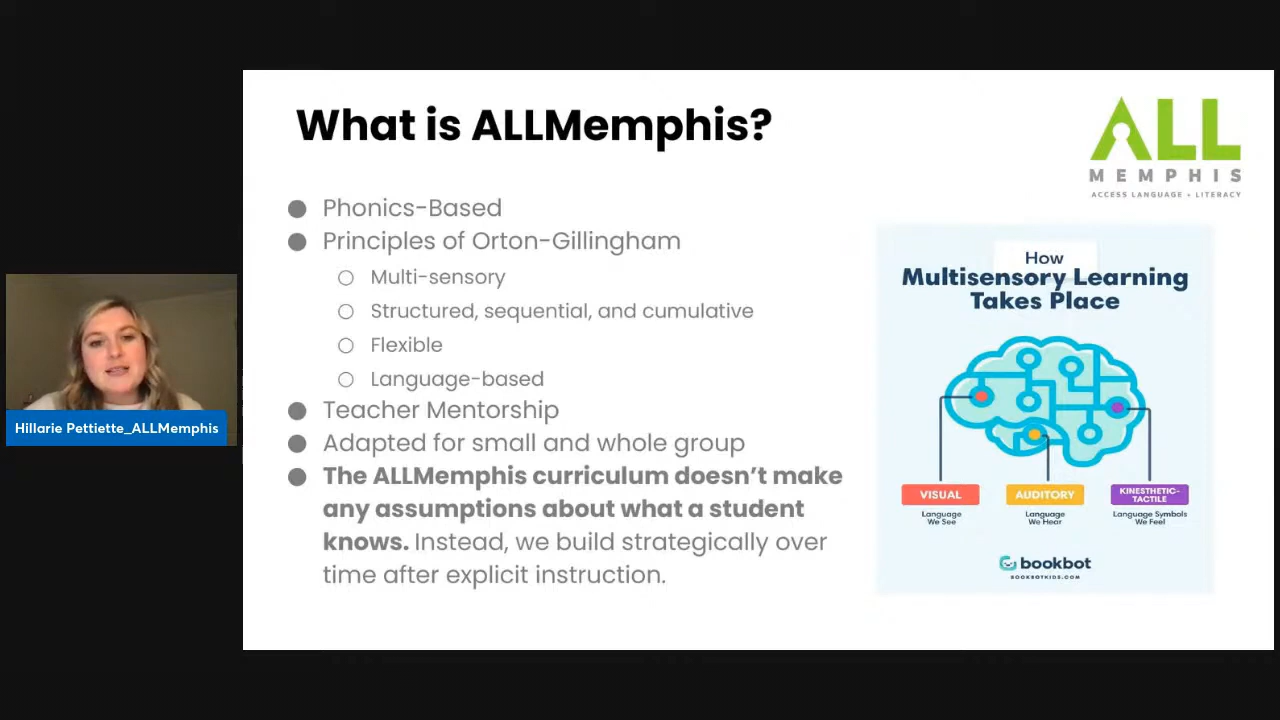 What is ALLMemphis?
ALL
MEMPHIS
ACCESS LANGUAGE + LITERACY
Phonics-Based
Principles of Orton-Gillingham
Multi-sensory
Structured, sequential, and cumulative
Flexible
Language-based
Teacher Mentorship
Adapted for small and whole group
The ALLMemphis curriculum doesn’t make
any assumptions about what a student
knows. Instead, we build strategically over
time after explicit instruction.
How
Multisensory Learning
Takes Place
VISUAL
Language
We See
AUDITORY
Language
We Hear
KINESTHETIC-
TACTILE
Language Symbols
We Feel
bookbot
BOOKBOTKIDS.COM
Hillarie Pettiette_ALLMemphis